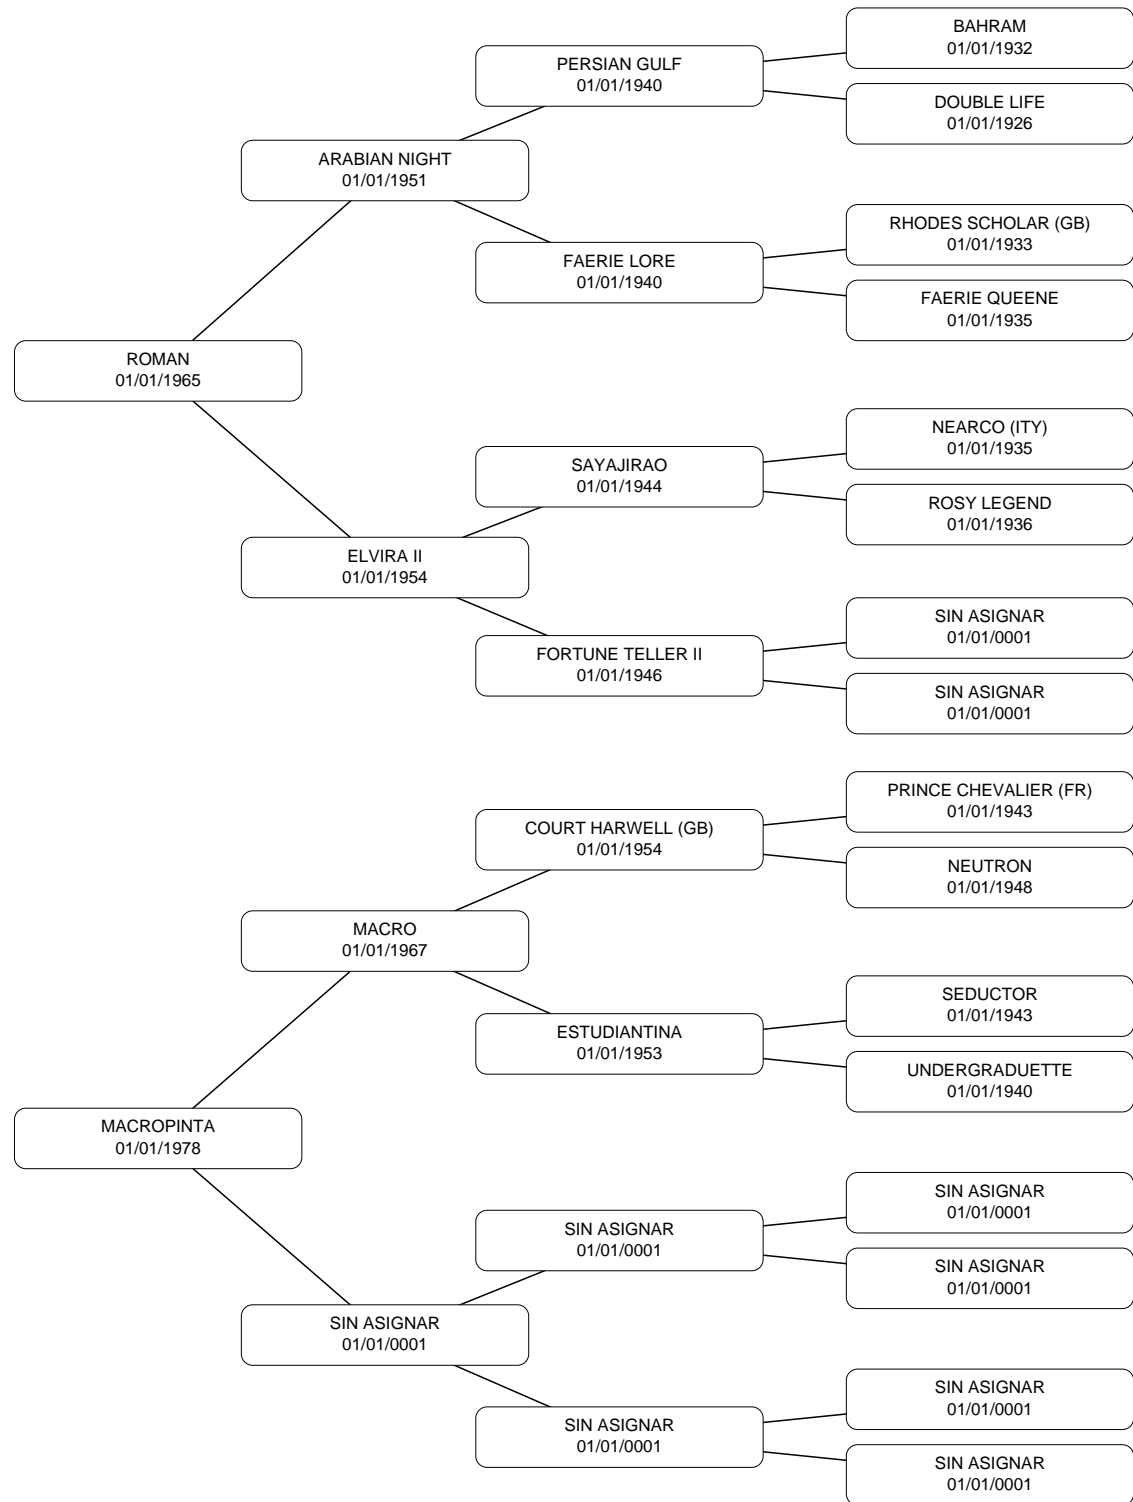 BAHRAM
01/01/1932
PERSIAN GULF
01/01/1940
DOUBLE LIFE
01/01/1926
ARABIAN NIGHT
01/01/1951
RHODES SCHOLAR (GB)
01/01/1933
FAERIE LORE
01/01/1940
FAERIE QUEENE
01/01/1935
ROMAN
01/01/1965
NEARCO (ITY)
01/01/1935
SAYAJIRAO
01/01/1944
ROSY LEGEND
01/01/1936
ELVIRA II
01/01/1954
SIN ASIGNAR
01/01/0001
FORTUNE TELLER II
01/01/1946
SIN ASIGNAR
01/01/0001
PRINCE CHEVALIER (FR)
01/01/1943
COURT HARWELL (GB)
01/01/1954
NEUTRON
01/01/1948
MACRO
01/01/1967
SEDUCTOR
01/01/1943
ESTUDIANTINA
01/01/1953
UNDERGRADUETTE
01/01/1940
MACROPINTA
01/01/1978
SIN ASIGNAR
01/01/0001
SIN ASIGNAR
01/01/0001
SIN ASIGNAR
01/01/0001
SIN ASIGNAR
01/01/0001
SIN ASIGNAR
01/01/0001
SIN ASIGNAR
01/01/0001
SIN ASIGNAR
01/01/0001